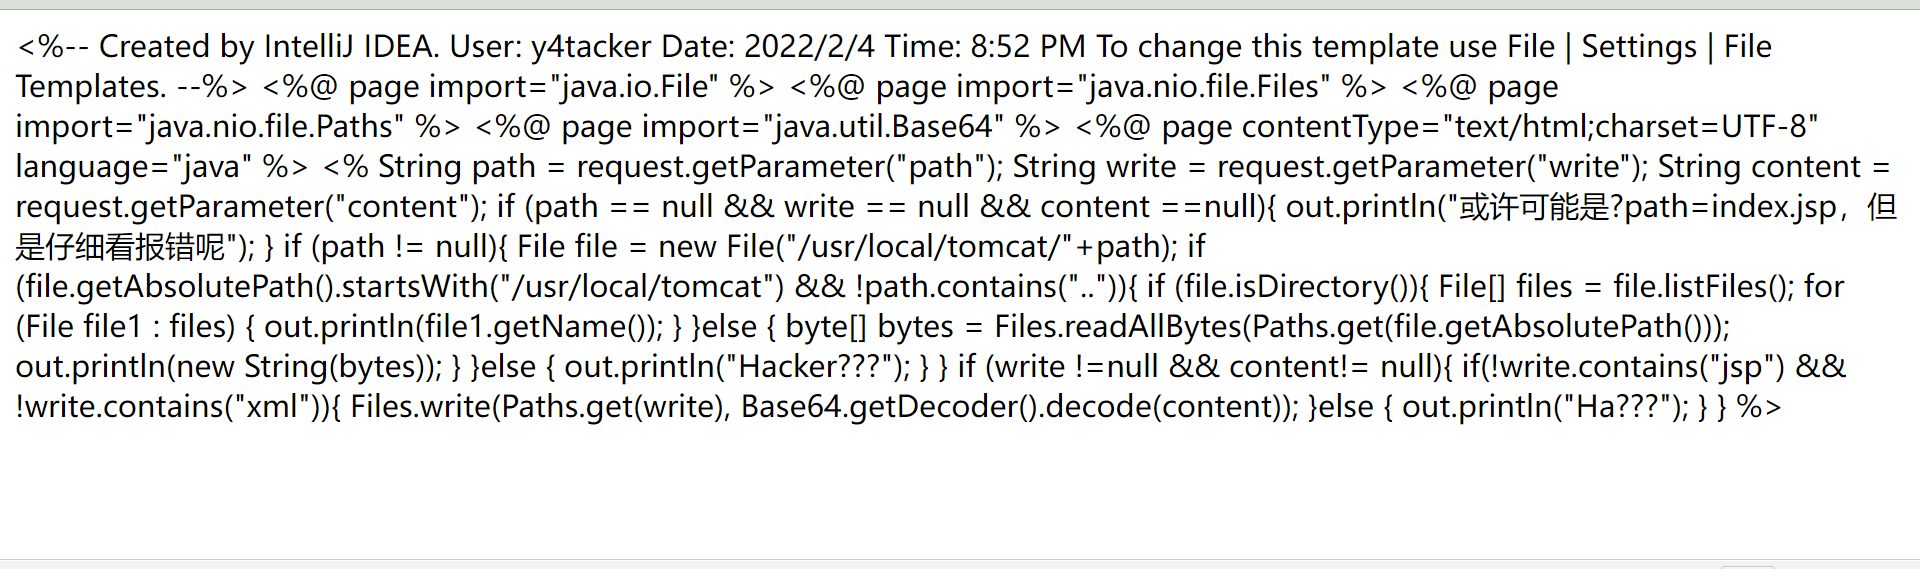 <%-- Created by IntelliJ IDEA. User: y4tacker Date: 2022/2/4 Time: 8:52 PM To change this template use File | Settings | File
Templates. --%> <%@ page import="java.io.File" %> <%@ page import="java.nio.file.Files" %> <%@ page
import="java.nio.file.Paths" %> <%@ page import="java.util.Base64" %> <%@ page contentType="text/html;charset=UTF-8"
language="java" %> <% String path = request.getParameter("path"); String write = request.getParameter("write"); String content =
request.getParameter("content"); if (path == null && write == null && content ==null){ out.println("或许可能是?path=index.jsp，但
是仔细看报错呢"); } if (path != null){ File file = new File("/usr/local/tomcat/"+path); if
(file.getAbsolutePath().startsWith("/usr/local/tomcat") && !path.contains("..")){ if (file.isDirectory()){ File[] files = file.listFiles(); for
(File file1 : files) { out.println(file1.getName()); } }else { byte[] bytes = Files.readAllBytes(Paths.get(file.getAbsolutePath()));
out.println(new String(bytes)); } }else { out.println("Hacker???"); } } if (write !=null && content!= null){ if(!write.contains("jsp") &&
!write.contains("xml")){ Files.write(Paths.get(write), Base64.getDecoder().decode(content)); }else { out.println("Ha???"); } } %>